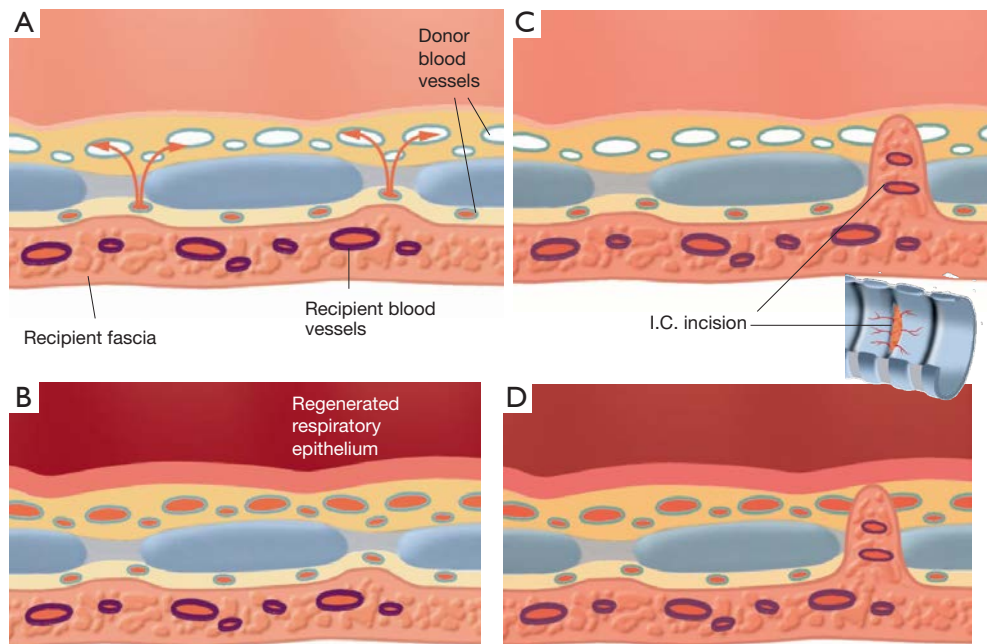 A
Donor
blood
vessels
Recipient fascia
Recipient blood
vessels
C
I.C. incision
B
Regenerated
respiratory
epithelium
D